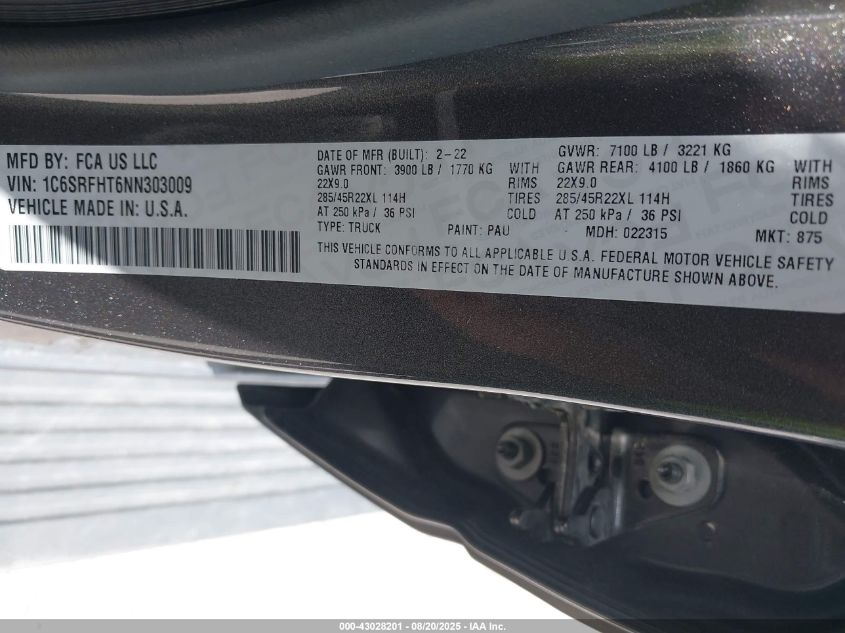 MFD BY: FCA US LLC
VIN: 1C6SRFHT6NN303009
VEHICLE MADE IN: U.S.A.
DATE OF MFR (BUILT): 2-22 GVWR: 7100 LB / 3221 KG
GAWR FRONT: 3900 LB / 1770 KG GAWR REAR: 4100 LB / 1860 KG
22X9.0 RIMS 22X9.0 RIMS
285/45R22XL 114H TIRES 285/45R22XL 114H TIRES
AT 250 kPa / 36 PSI COLD AT 250 kPa / 36 PSI COLD
TYPE: TRUCK PAINT: PAU MDH: 022315 MKT: 875
THIS VEHICLE CONFORMS TO ALL APPLICABLE U.S.A. FEDERAL MOTOR VEHICLE SAFETY
STANDARDS IN EFFECT ON THE DATE OF MANUFACTURE SHOWN ABOVE.
000-43028201 - 08/20/2025 - IAA Inc.